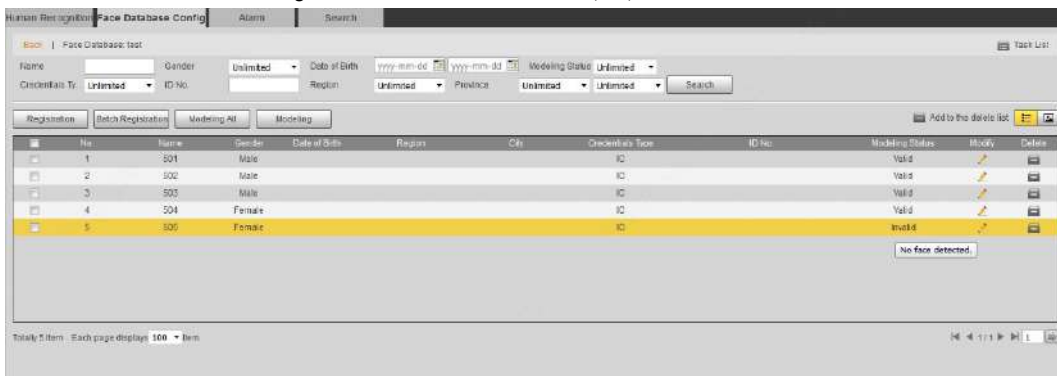 Human Recognition Face Database Config Alarm Search
Back | Face Database: test Task List
Name Gender Unlimited Date of Birth yyyy-mm-dd yyyy-mm-dd Modeling Status Unlimited
Credentials Ty. Unlimited ID No. Region Unlimited Province Unlimited Unlimited Search
Registration Batch Registration Modeling All Modeling Add to the delete list
No. Name Gender Date of Birth Region City Credentials Type ID No. Modeling Status Modify Delete
1 501 Male IC Valid
2 502 Male IC Valid
3 503 Male IC Valid
4 504 Female IC Valid
5 505 Female IC Invalid
No face detected.
Totally 5 item Each page displays 100 item 1/1 1